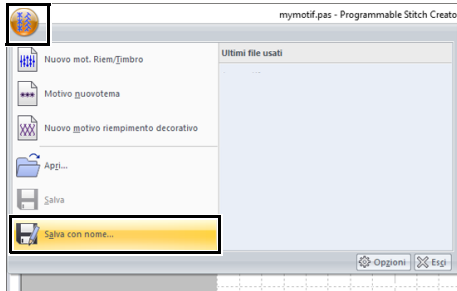 mymotif.pas - Programmable Stitch Creato
Nuovo mot. Riem/Timbro
Ultimi file usati
Motivo nuovotema
Nuovo motivo riempimento decorativo
Apri...
Salva
Salva con nome...
Opzioni
Esci